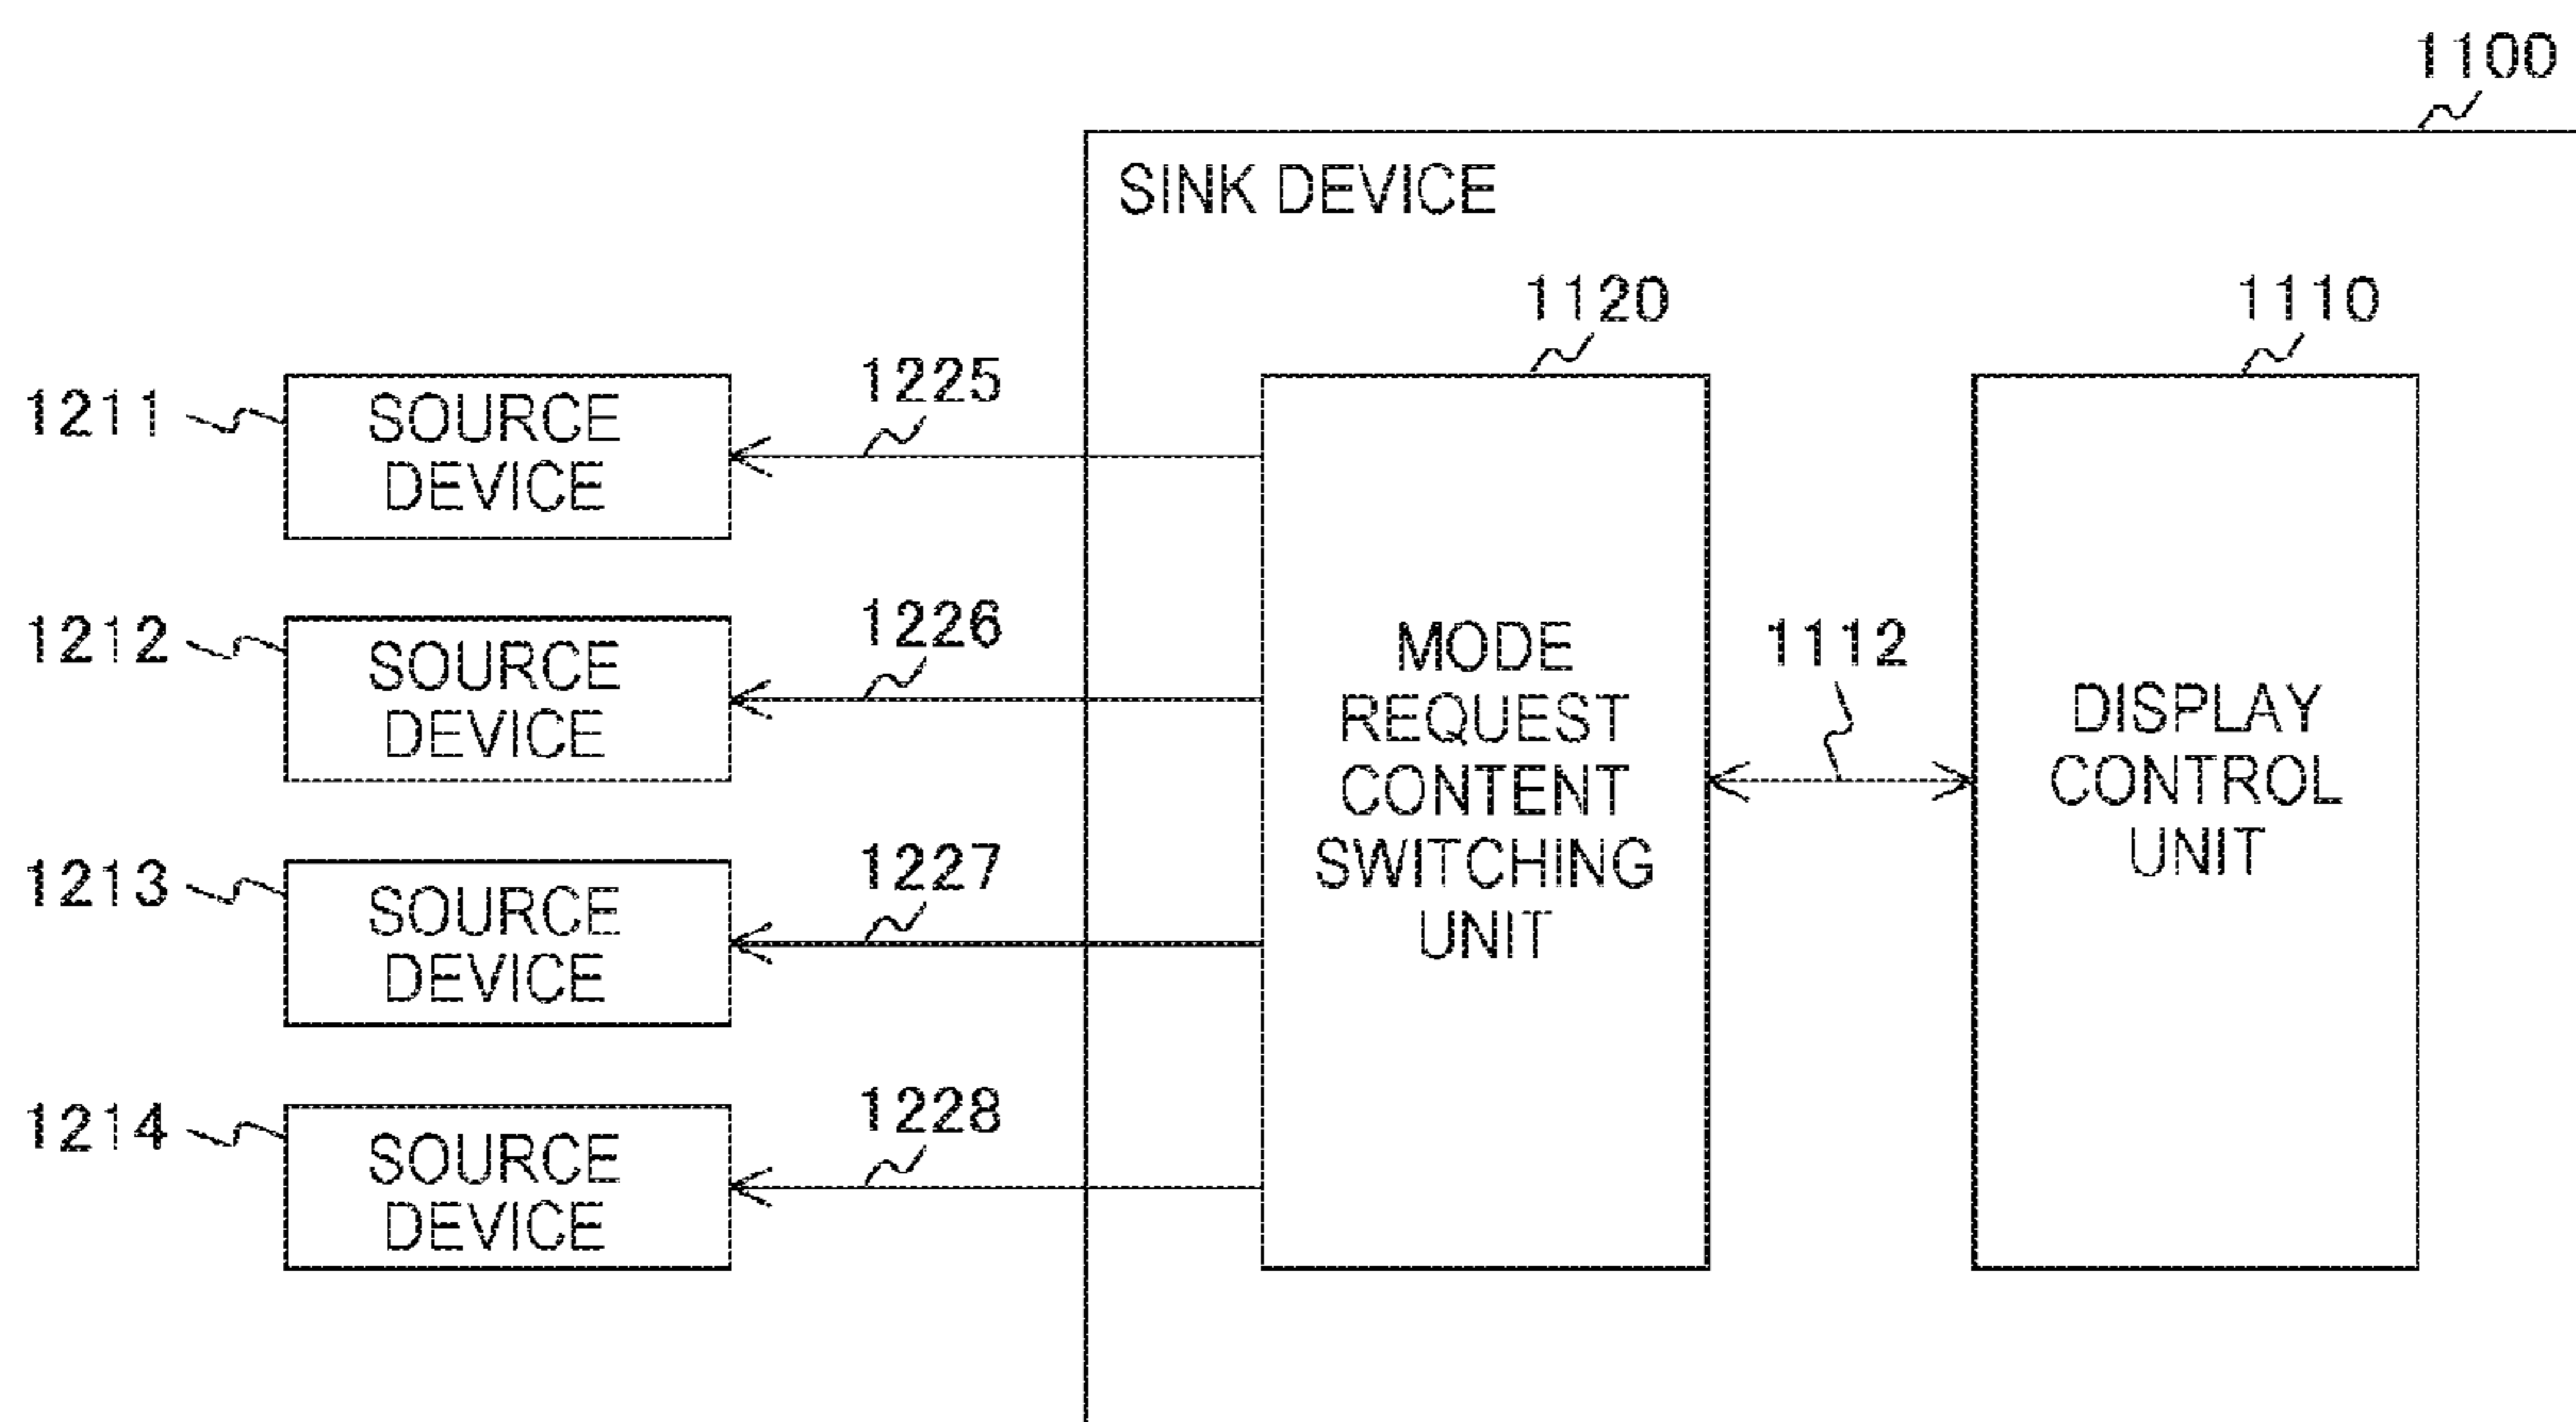 1100
SINK DEVICE
1120
1110
1211
SOURCE
DEVICE
1225
1212
SOURCE
DEVICE
1226
1213
SOURCE
DEVICE
1227
1214
SOURCE
DEVICE
1228
MODE
REQUEST
CONTENT
SWITCHING
UNIT
1112
DISPLAY
CONTROL
UNIT